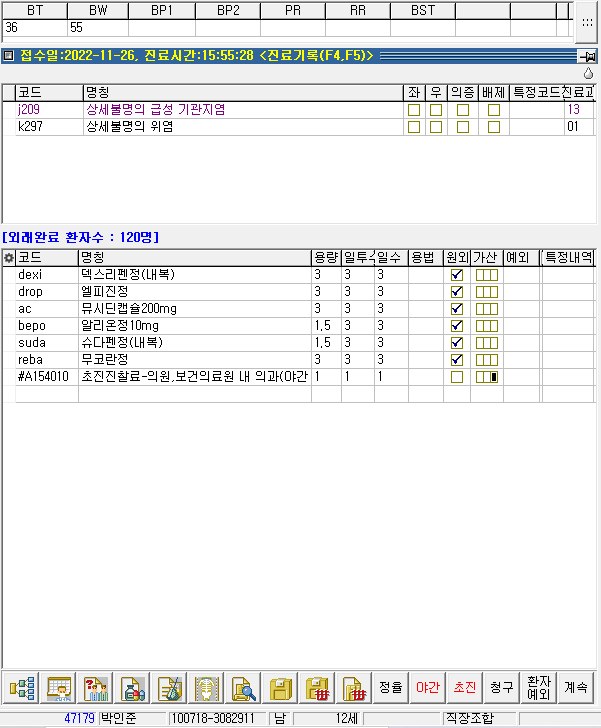 BT BW BP1 BP2 PR RR BST
36 55
접수일:2022-11-26, 진료시간:15:55:28 <진료기록(F4,F5)>
코드 명칭 좌 우 의증 배제 특정코드 진료과
j209 상세불명의 급성 기관지염 13
k297 상세불명의 위염 01
[외래완료 환자수 : 120명]
코드 명칭 용량 일투수 일수 용법 원외 가산 예외 특정내역
dexi 덱스리펜정(내복) 3 3 3
drop 엘피진정 3 3 3
ac 뮤시딘캡슐200mg 3 3 3
bepo 알리온정10mg 1.5 3 3
suda 슈다펜정(내복) 1.5 3 3
reba 무코란정 3 3 3
#A154010 초진진찰료-의원,보건의료원 내 의과(야간 1 1 1
정율 야간 초진 청구 환자예외 계속
47179 박민준 100718-3082911 남 12세 직장조합